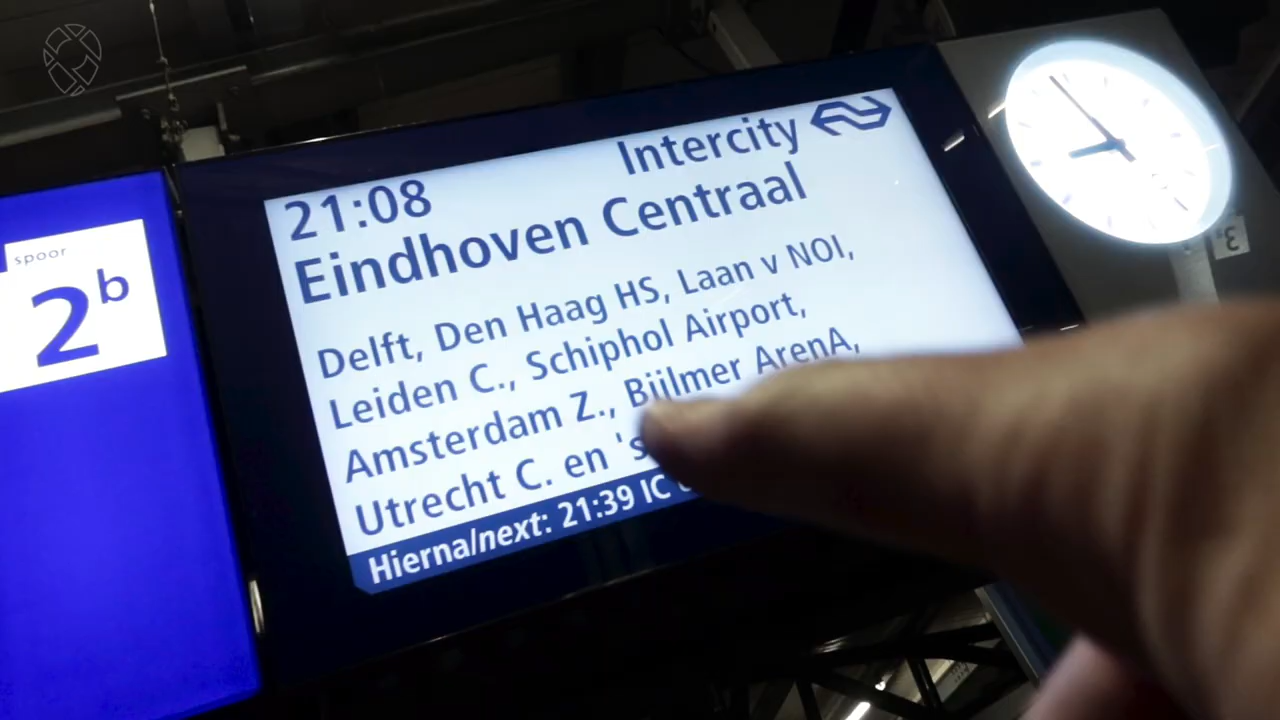 spoor
2b
21:08
Intercity
Eindhoven Centraal
Delft, Den Haag HS, Laan v NOI,
Leiden C., Schiphol Airport,
Amsterdam Z., Bijlmer ArenA,
Utrecht C. en 's
Hierna/next: 21:39 IC